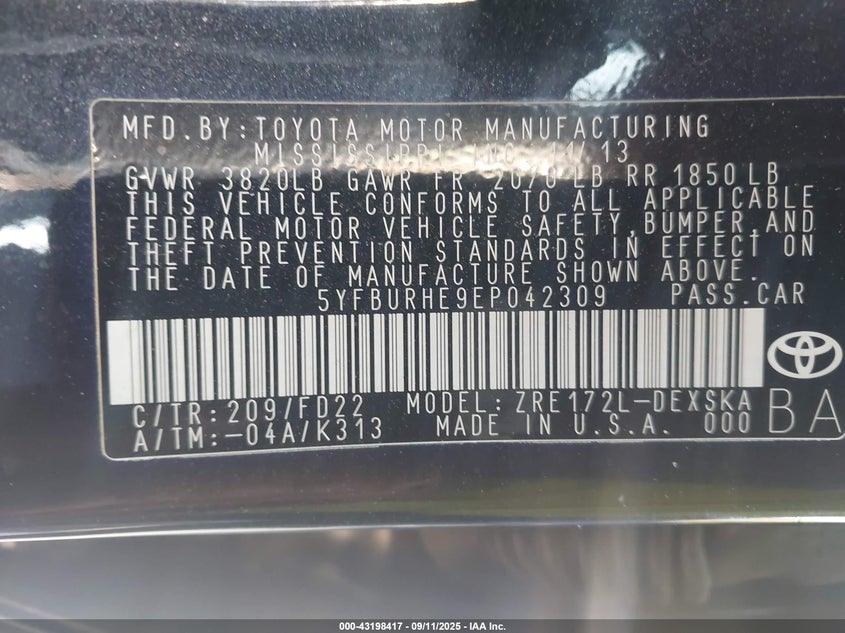 MFD.BY:TOYOTA MOTOR MANUFACTURING
MISSISSIPPI, INC. 11/13
GVWR 3820LB GAWR FR 2070LB RR 1850LB
THIS VEHICLE CONFORMS TO ALL APPLICABLE
FEDERAL MOTOR VEHICLE SAFETY,BUMPER,AND
THEFT PREVENTION STANDARDS IN EFFECT ON
THE DATE OF MANUFACTURE SHOWN ABOVE.
5YFBURHE9EP042309 PASS.CAR
C/TR:209/FD22 MODEL:ZRE172L-DEXSKA BA
A/TM:-04A/K313 MADE IN U.S.A. 000
000-43198417 - 09/11/2025 - IAA Inc.